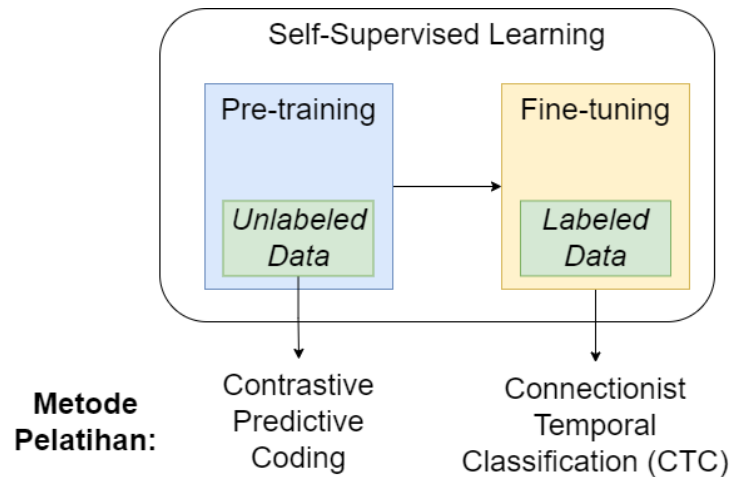 Self-Supervised Learning
Pre-training
Fine-tuning
Unlabeled
Data
Labeled
Data
Metode
Pelatihan:
Contrastive
Predictive
Coding
Connectionist
Temporal
Classification (CTC)